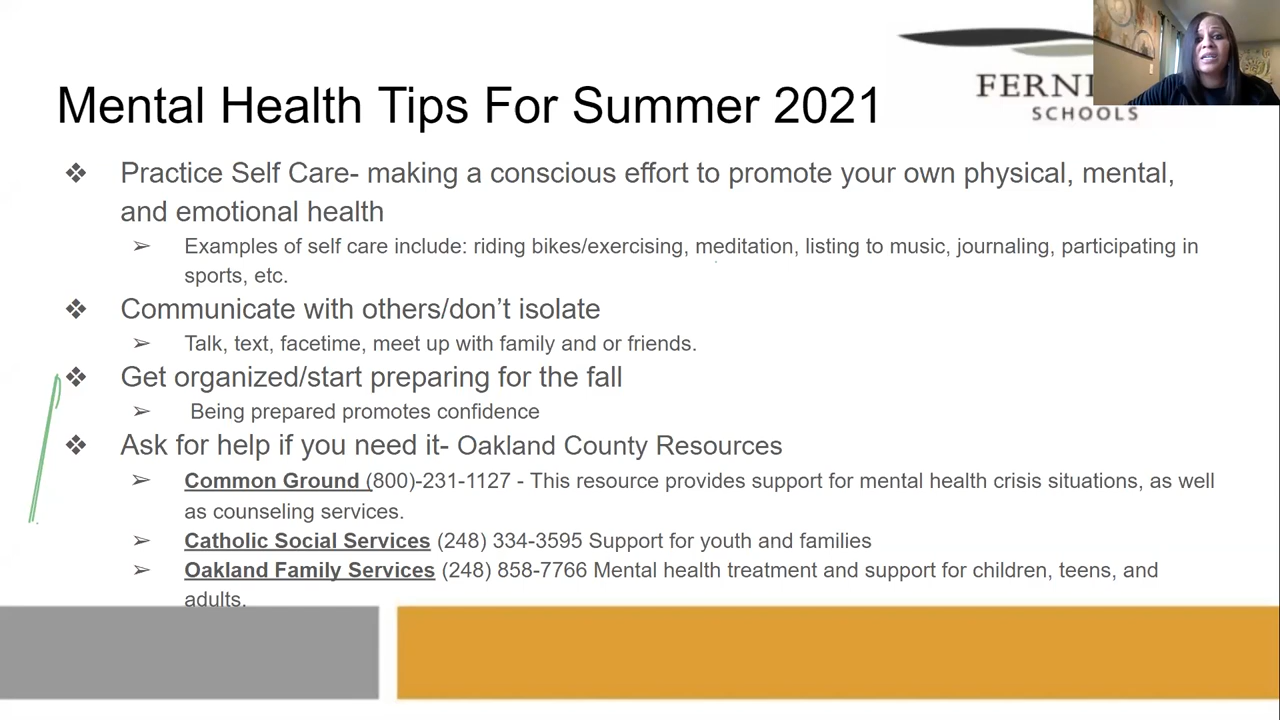 Mental Health Tips For Summer 2021
FERN
SCHOOLS
❖ Practice Self Care- making a conscious effort to promote your own physical, mental,
and emotional health
➢ Examples of self care include: riding bikes/exercising, meditation, listing to music, journaling, participating in
sports, etc.
❖ Communicate with others/don’t isolate
➢ Talk, text, facetime, meet up with family and or friends.
❖ Get organized/start preparing for the fall
➢ Being prepared promotes confidence
❖ Ask for help if you need it- Oakland County Resources
➢ Common Ground (800)-231-1127 - This resource provides support for mental health crisis situations, as well
as counseling services.
➢ Catholic Social Services (248) 334-3595 Support for youth and families
➢ Oakland Family Services (248) 858-7766 Mental health treatment and support for children, teens, and
adults.